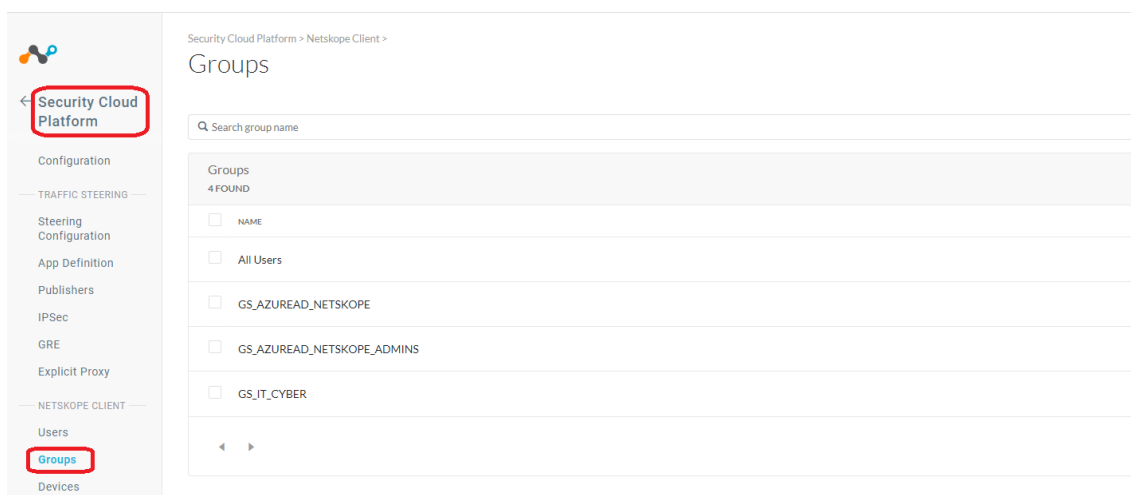 Security Cloud Platform > Netskope Client >
Groups
Security Cloud
Platform
Configuration
TRAFFIC STEERING
Steering
Configuration
App Definition
Publishers
IPSec
GRE
Explicit Proxy
NETSKOPE CLIENT
Users
Groups
Devices
Search group name
Groups
4 FOUND
NAME
All Users
GS_AZUREAD_NETSKOPE
GS_AZUREAD_NETSKOPE_ADMINS
GS_IT_CYBER